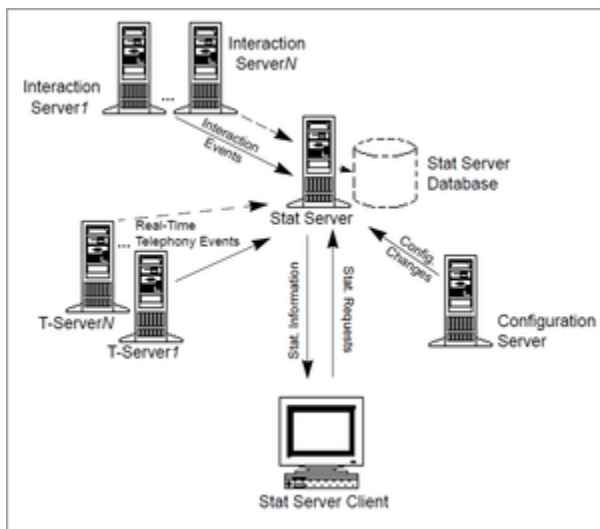 Interaction
ServerN
Interaction
Server1
...
Interaction
Events
Stat Server
Database
Stat Server
Real-Time
Telephony Events
...
T-ServerN
T-Server1
Config.
Changes
Configuration
Server
Stat. Information
Stat. Requests
Stat Server Client